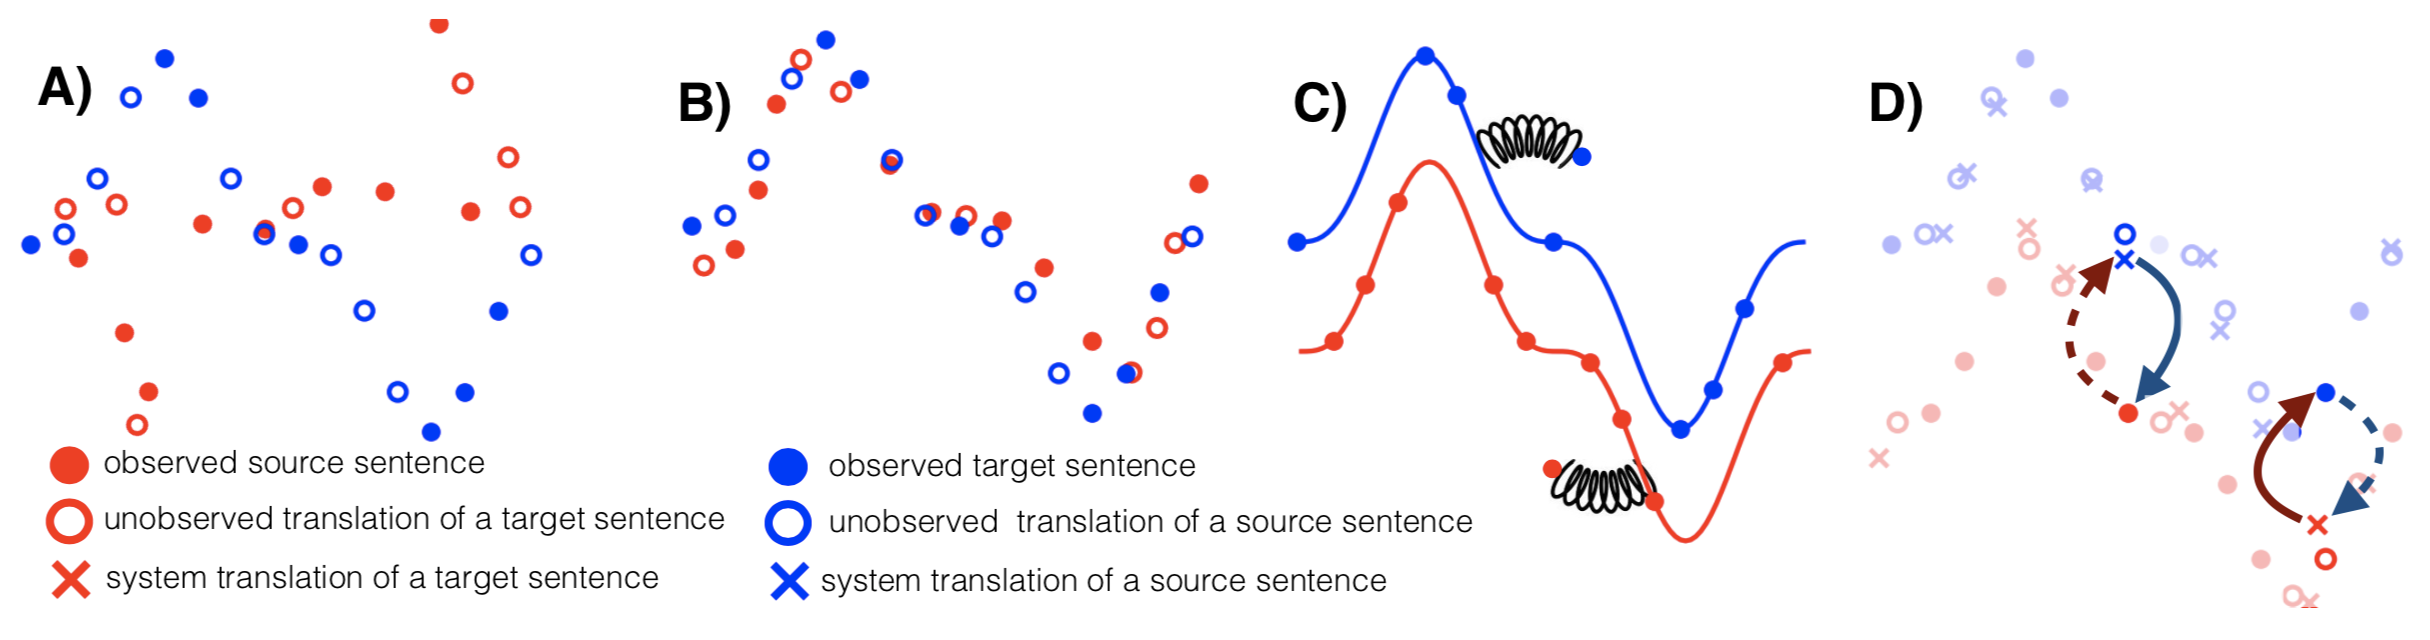 A)
B)
C)
D)
observed source sentence
observed target sentence
unobserved translation of a target sentence
unobserved translation of a source sentence
system translation of a target sentence
system translation of a source sentence